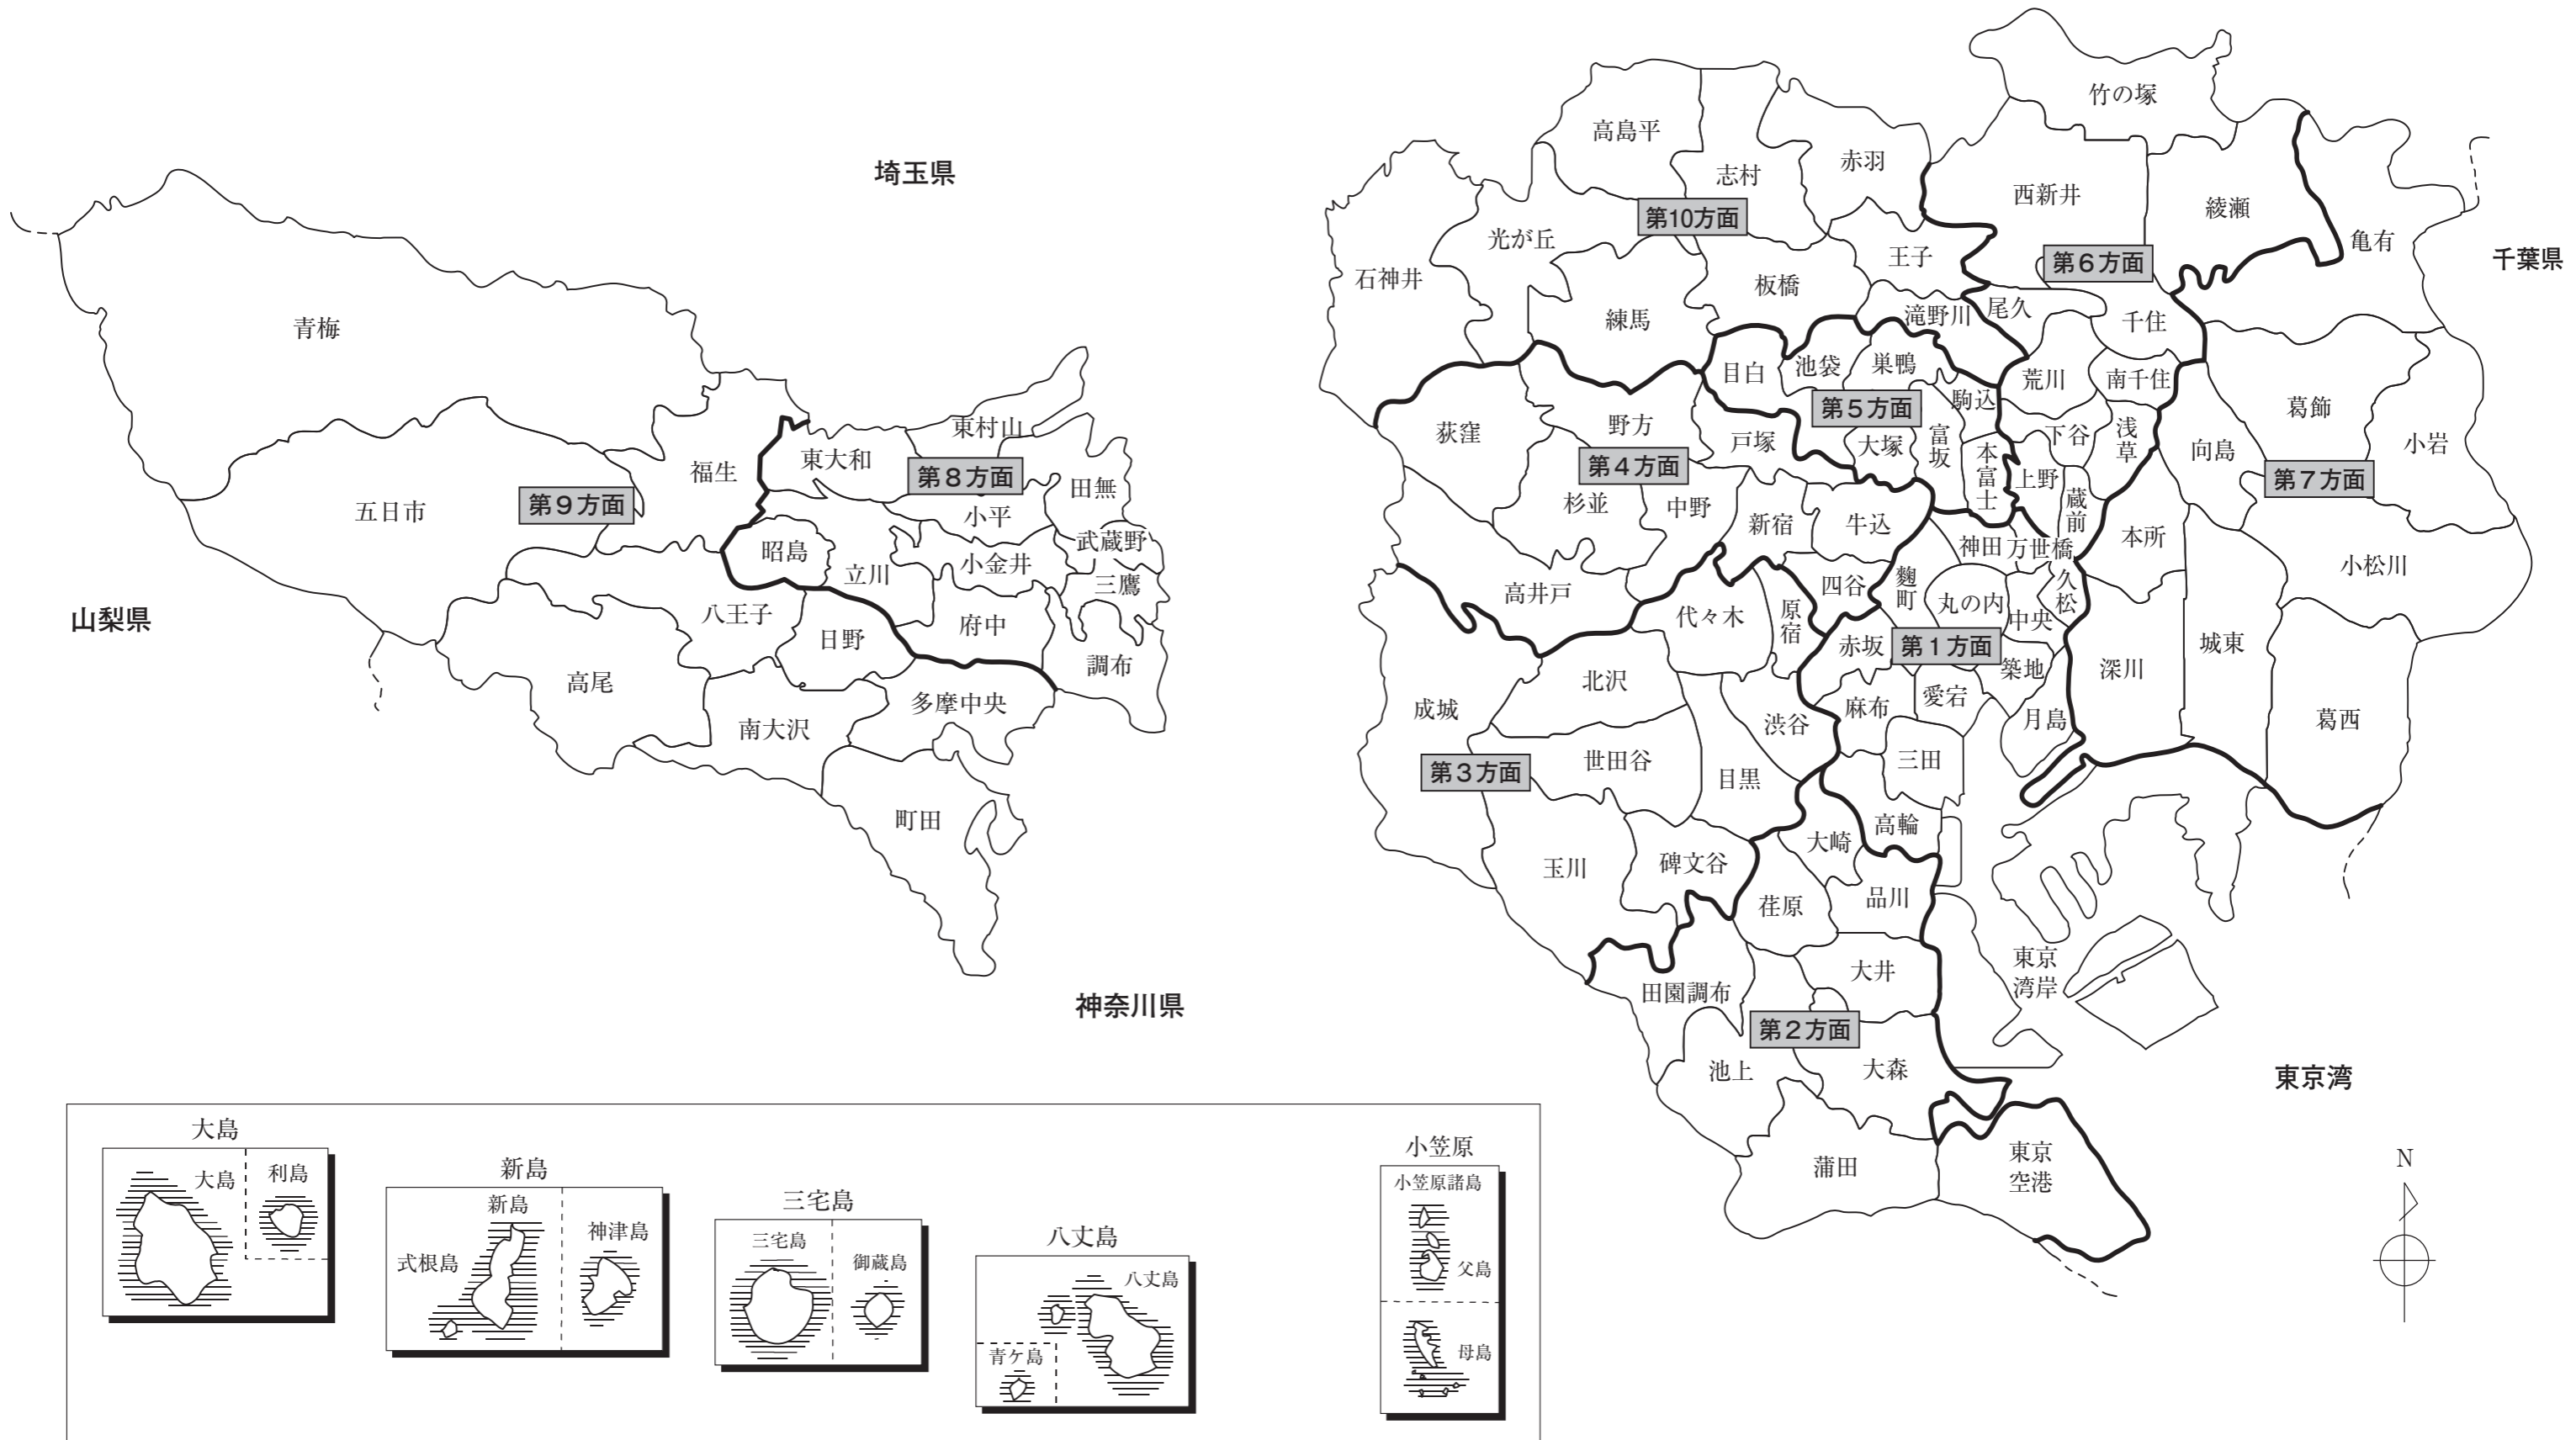 埼玉県
山梨県
神奈川県
千葉県
東京湾
青梅
五日市
第９方面
福生
東大和
東村山
第８方面
田無
小平
昭島
立川
小金井
武蔵野
三鷹
八王子
日野
府中
調布
高尾
南大沢
多摩中央
町田
竹の塚
高島平
志村
赤羽
西新井
綾瀬
亀有
第10方面
光が丘
石神井
王子
第６方面
板橋
練馬
滝野川
尾久
千住
目白
池袋
巣鴨
荒川
南千住
第５方面
駒込
葛飾
荻窪
野方
戸塚
大塚
富坂
本富士
下谷
浅草
向島
小岩
第４方面
第７方面
上野
蔵前
杉並
中野
新宿
牛込
神田
万世橋
本所
小松川
高井戸
四谷
麴町
丸の内
久松
中央
代々木
原宿
赤坂
第１方面
築地
深川
城東
北沢
成城
渋谷
麻布
愛宕
月島
葛西
第３方面
世田谷
目黒
三田
高輪
大崎
玉川
碑文谷
荏原
品川
東京
湾岸
大井
田園調布
第２方面
池上
大森
蒲田
東京
空港
N
大島
大島
利島
新島
新島
式根島
神津島
三宅島
三宅島
御蔵島
八丈島
八丈島
青ケ島
小笠原
小笠原諸島
父島
母島